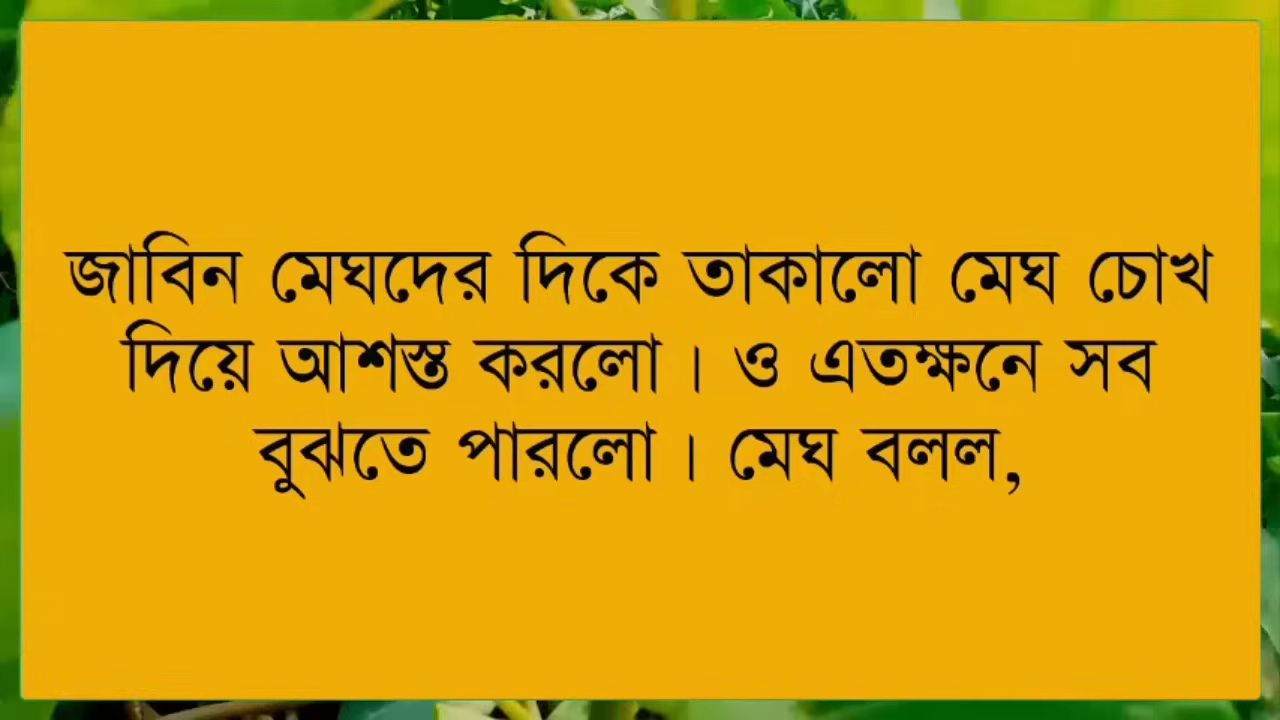 জাবিন মেঘদের দিকে তাকালো মেঘ চোখ
দিয়ে আশস্ত করলো। ও এতক্ষনে সব
বুঝতে পারলো। মেঘ বলল,